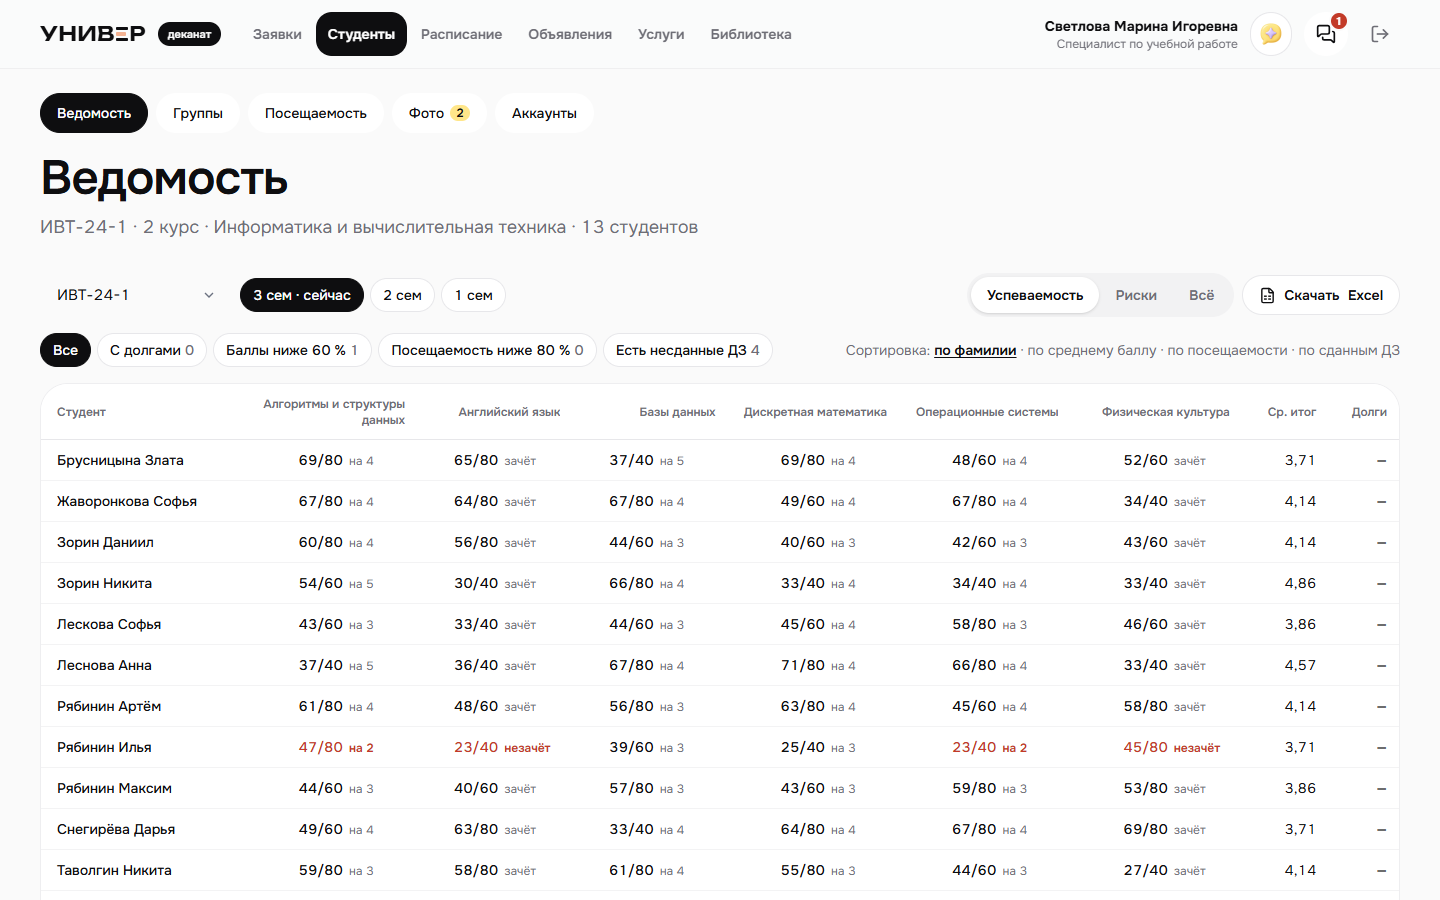 УНИВЕР деканат Заявки Студенты Расписание Объявления Услуги Библиотека Светлова Марина Игоревна 1
Специалист по учебной работе
Ведомость Группы Посещаемость Фото 2 Аккаунты
Ведомость
ИВТ-24-1 · 2 курс · Информатика и вычислительная техника · 13 студентов
ИВТ-24-1 3 сем · сейчас 2 сем 1 сем Успеваемость Риски Всё Скачать Excel
Все С долгами 0 Баллы ниже 60 % 1 Посещаемость ниже 80 % 0 Есть несданные ДЗ 4 Сортировка: по фамилии · по среднему баллу · по посещаемости · по сданным ДЗ
Студент Алгоритмы и структуры данных Английский язык Базы данных Дискретная математика Операционные системы Физическая культура Ср. итог Долги
Брусницына Злата 69/80 на 4 65/80 зачёт 37/40 на 5 69/80 на 4 48/60 на 4 52/60 зачёт 3,71 –
Жаворонкова Софья 67/80 на 4 64/80 зачёт 67/80 на 4 49/60 на 4 67/80 на 4 34/40 зачёт 4,14 –
Зорин Даниил 60/80 на 4 56/80 зачёт 44/60 на 3 40/60 на 3 42/60 на 3 43/60 зачёт 4,14 –
Зорин Никита 54/60 на 5 30/40 зачёт 66/80 на 4 33/40 на 4 34/40 на 4 33/40 зачёт 4,86 –
Лескова Софья 43/60 на 3 33/40 зачёт 44/60 на 3 45/60 на 4 58/80 на 3 46/60 зачёт 3,86 –
Леснова Анна 37/40 на 5 36/40 зачёт 67/80 на 4 71/80 на 4 66/80 на 4 33/40 зачёт 4,57 –
Рябинин Артём 61/80 на 4 48/60 зачёт 56/80 на 3 63/80 на 4 45/60 на 4 58/80 зачёт 4,14 –
Рябинин Илья 47/80 на 2 23/40 незачёт 39/60 на 3 25/40 на 3 23/40 на 2 45/80 незачёт 3,71 –
Рябинин Максим 44/60 на 3 40/60 зачёт 57/80 на 3 43/60 на 3 59/80 на 3 53/80 зачёт 3,86 –
Снегирёва Дарья 49/60 на 4 63/80 зачёт 33/40 на 4 64/80 на 4 67/80 на 4 69/80 зачёт 3,71 –
Таволгин Никита 59/80 на 3 58/80 зачёт 61/80 на 4 55/80 на 3 44/60 на 3 27/40 зачёт 4,14 –